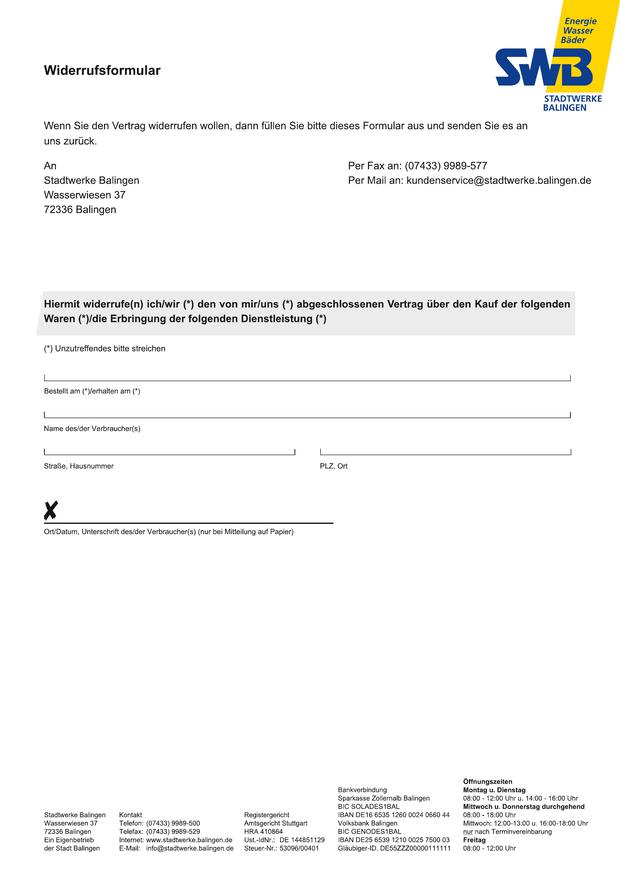 Energie
Wasser
Bäder
SWB
STADTWERKE
BALINGEN
Widerrufsformular
Wenn Sie den Vertrag widerrufen wollen, dann füllen Sie bitte dieses Formular aus und senden Sie es an
uns zurück.
An
Stadtwerke Balingen
Wasserwiesen 37
72336 Balingen
Per Fax an: (07433) 9989-577
Per Mail an: kundenservice@stadtwerke.balingen.de
Hiermit widerrufe(n) ich/wir (*) den von mir/uns (*) abgeschlossenen Vertrag über den Kauf der folgenden
Waren (*)/die Erbringung der folgenden Dienstleistung (*)
(*) Unzutreffendes bitte streichen
Bestellt am (*)/erhalten am (*)
Name des/der Verbraucher(s)
Straße, Hausnummer
PLZ, Ort
✗
Ort/Datum, Unterschrift des/der Verbraucher(s) (nur bei Mitteilung auf Papier)
Stadtwerke Balingen
Wasserwiesen 37
72336 Balingen
Ein Eigenbetrieb
der Stadt Balingen
Kontakt
Telefon: (07433) 9989-500
Telefax: (07433) 9989-529
Internet: www.stadtwerke.balingen.de
E-Mail: info@stadtwerke.balingen.de
Registergericht
Amtsgericht Stuttgart
HRA 410864
Ust.-IdNr.: DE 144851129
Steuer-Nr.: 53096/00401
Bankverbindung
Sparkasse Zollernalb Balingen
BIC SOLADES1BAL
IBAN DE16 6535 1260 0024 0660 44
Volksbank Balingen
BIC GENODES1BAL
IBAN DE25 6539 1210 0025 7500 03
Gläubiger-ID. DE55ZZZ00000111111
Öffnungszeiten
Montag u. Dienstag
08:00 - 12:00 Uhr u. 14:00 - 16:00 Uhr
Mittwoch u. Donnerstag durchgehend
08:00 - 18:00 Uhr
Mittwoch: 12:00-13:00 u. 16:00-18:00 Uhr
nur nach Terminvereinbarung
Freitag
08:00 - 12:00 Uhr